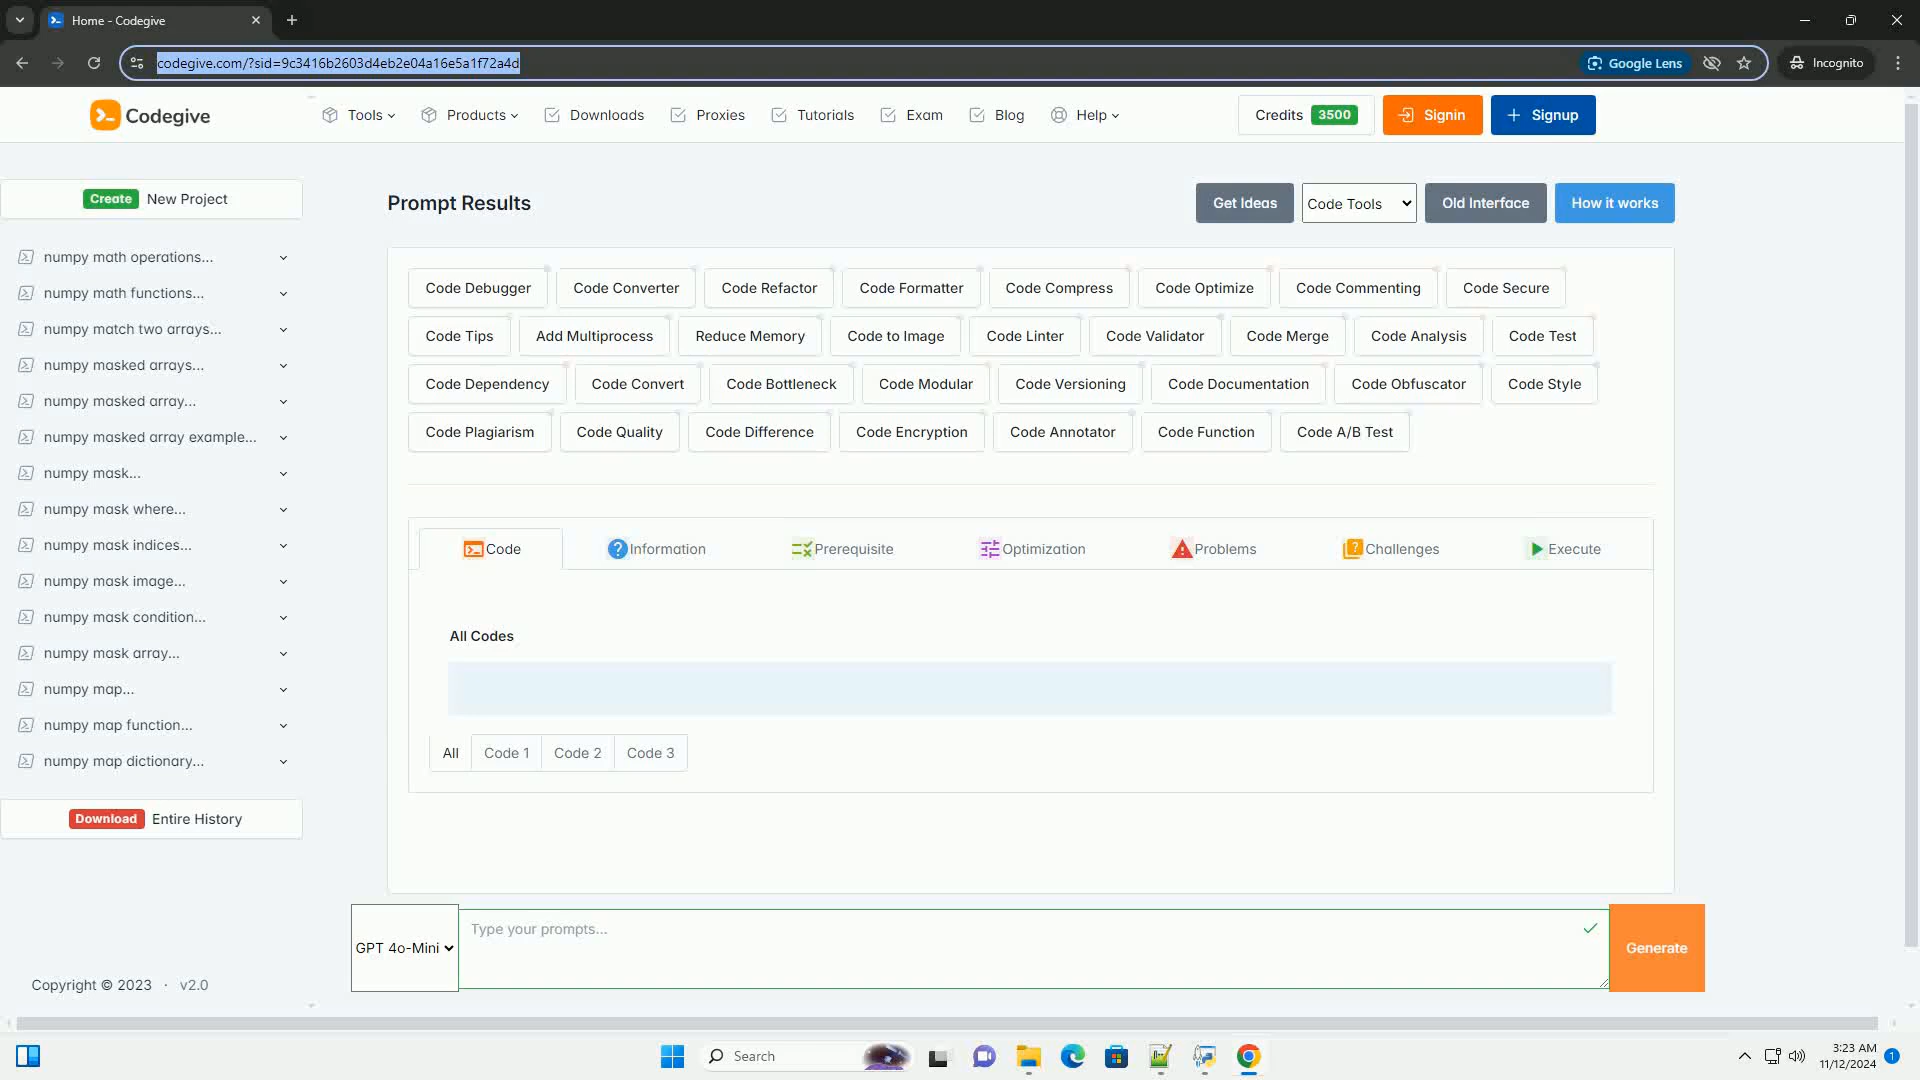 Home - Codegive
codegive.com/?sid=9c3416b2603d4eb2e04a16e5a1f72a4d
Google Lens
Incognito
Codegive
Tools
Products
Downloads
Proxies
Tutorials
Exam
Blog
Help
Credits 3500
Signin
Signup
Create New Project
numpy math operations...
numpy math functions...
numpy match two arrays...
numpy masked arrays...
numpy masked array...
numpy masked array example...
numpy mask...
numpy mask where...
numpy mask indices...
numpy mask image...
numpy mask condition...
numpy mask array...
numpy map...
numpy map function...
numpy map dictionary...
Download Entire History
Copyright © 2023 · v2.0
Prompt Results
Get Ideas
Code Tools
Old Interface
How it works
Code Debugger
Code Converter
Code Refactor
Code Formatter
Code Compress
Code Optimize
Code Commenting
Code Secure
Code Tips
Add Multiprocess
Reduce Memory
Code to Image
Code Linter
Code Validator
Code Merge
Code Analysis
Code Test
Code Dependency
Code Convert
Code Bottleneck
Code Modular
Code Versioning
Code Documentation
Code Obfuscator
Code Style
Code Plagiarism
Code Quality
Code Difference
Code Encryption
Code Annotator
Code Function
Code A/B Test
Code
Information
Prerequisite
Optimization
Problems
Challenges
Execute
All Codes
All
Code 1
Code 2
Code 3
GPT 4o-Mini
Type your prompts...
Generate
Search
3:23 AM
11/12/2024
1